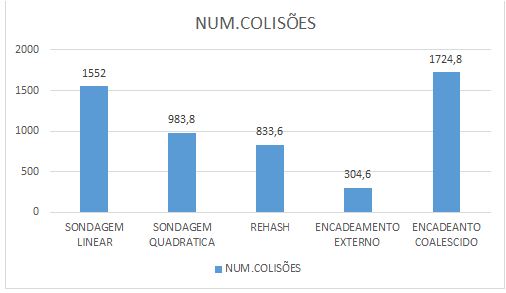 NUM.COLISÕES
2000
1500
1000
500
0
1552
983,8
833,6
304,6
1724,8
SONDAGEM
LINEAR
SONDAGEM
QUADRATICA
REHASH
ENCADEAMENTO
EXTERNO
ENCADEANTO
COALESCIDO
NUM.COLISÕES